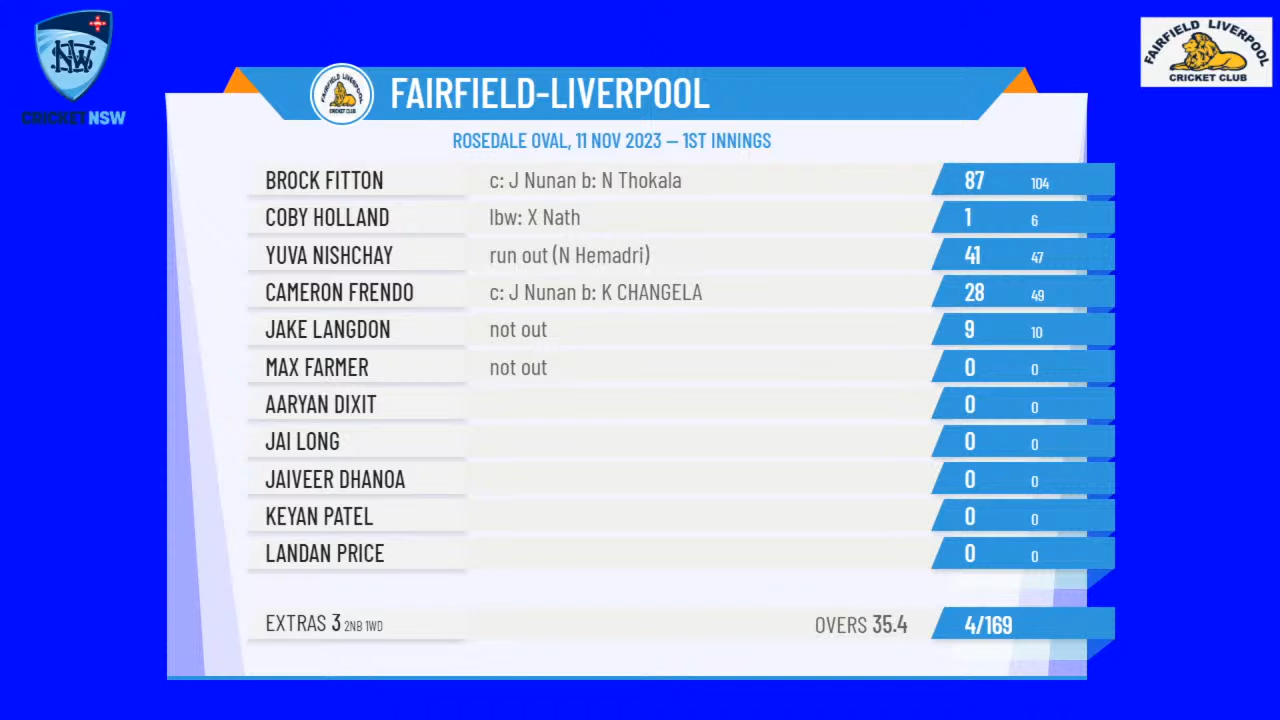 CRICKET NSW
FAIRFIELD LIVERPOOL
CRICKET CLUB
FAIRFIELD LIVERPOOL
CRICKET CLUB
FAIRFIELD-LIVERPOOL
ROSEDALE OVAL, 11 NOV 2023 – 1ST INNINGS
BROCK FITTON c: J Nunan b: N Thokala 87 104
COBY HOLLAND lbw: X Nath 1 6
YUVA NISHCHAY run out (N Hemadri) 41 47
CAMERON FRENDO c: J Nunan b: K CHANGELA 28 49
JAKE LANGDON not out 9 10
MAX FARMER not out 0 0
AARYAN DIXIT 0 0
JAI LONG 0 0
JAIVEER DHANOA 0 0
KEYAN PATEL 0 0
LANDAN PRICE 0 0
EXTRAS 3 2NB 1WD OVERS 35.4 4/169